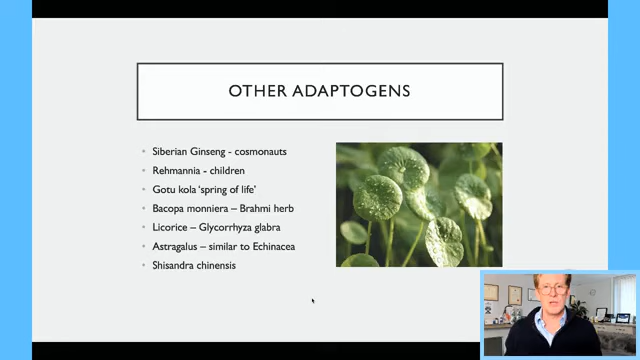 OTHER ADAPTOGENS
• Siberian Ginseng - cosmonauts
• Rehmannia - children
• Gotu kola ‘spring of life’
• Bacopa monniera – Brahmi herb
• Licorice – Glycorrhyza glabra
• Astragalus – similar to Echinacea
• Shisandra chinensis